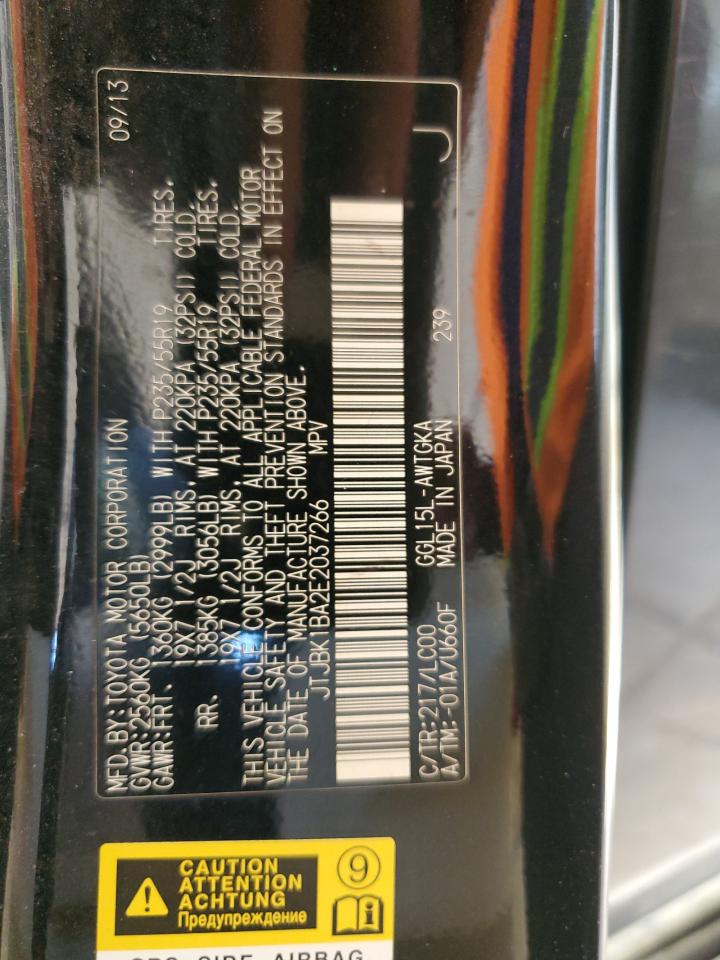 MFD.BY:TOYOTA MOTOR CORPORATION 09/13
GVWR:2560KG (5650LB)
GAWR:FRT. 1360KG (2999LB) WITH P235/55R19 TIRES.
19X7 1/2J RIMS. AT 220KPA (32PSI) COLD.
RR. 1385KG (3056LB) WITH P235/55R19 TIRES.
19X7 1/2J RIMS. AT 220KPA (32PSI) COLD.
THIS VEHICLE CONFORMS TO ALL APPLICABLE FEDERAL MOTOR
VEHICLE SAFETY AND THEFT PREVENTION STANDARDS IN EFFECT ON
THE DATE OF MANUFACTURE SHOWN ABOVE.
JTJBK1BA2E2037266 MPV
C/TR:217/LC00 GGL15L-AWTGKA J
A/TM:-01A/U660F MADE IN JAPAN 239
CAUTION
ATTENTION
ACHTUNG
Предупреждение
9
i
SRS SIDE AIRBAG